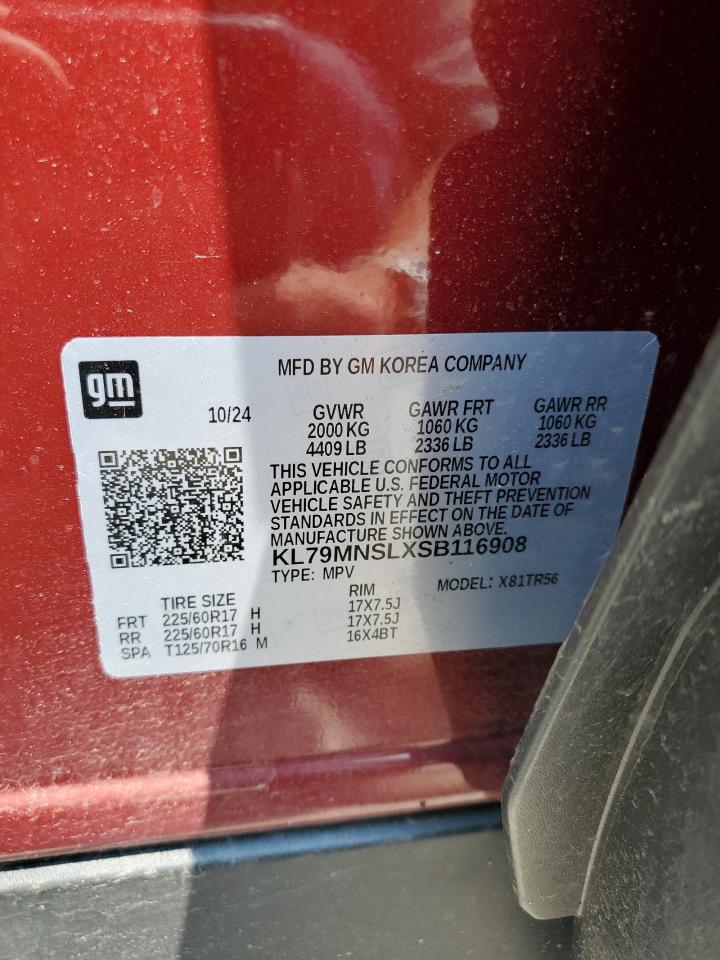 gm
MFD BY GM KOREA COMPANY
10/24
GVWR GAWR FRT GAWR RR
2000 KG 1060 KG 1060 KG
4409 LB 2336 LB 2336 LB
THIS VEHICLE CONFORMS TO ALL
APPLICABLE U.S. FEDERAL MOTOR
VEHICLE SAFETY AND THEFT PREVENTION
STANDARDS IN EFFECT ON THE DATE OF
MANUFACTURE SHOWN ABOVE.
KL79MNSLXSB116908
TYPE: MPV MODEL: X81TR56
TIRE SIZE RIM
FRT 225/60R17 H 17X7.5J
RR 225/60R17 H 17X7.5J
SPA T125/70R16 M 16X4BT